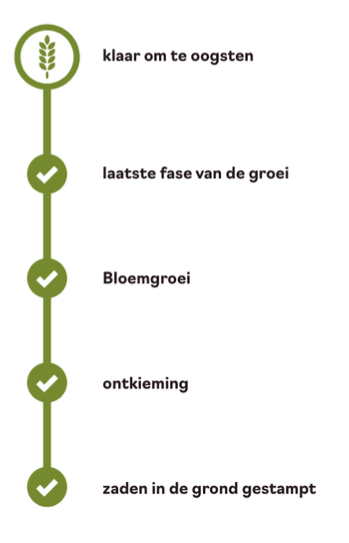 klaar om te oogsten
laatste fase van de groei
Bloemgroei
ontkieming
zaden in de grond gestampt